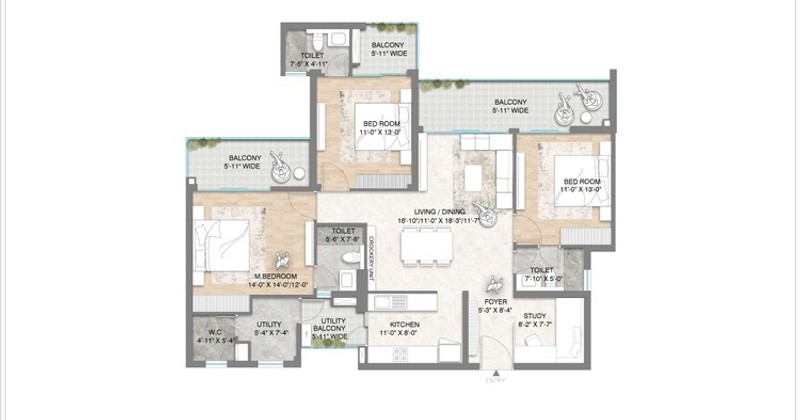 BALCONY
5'-11" WIDE
TOILET
7'-5" X 4'-11"
BALCONY
5'-11" WIDE
BED ROOM
11'-0" X 13'-0"
BALCONY
5'-11" WIDE
BED ROOM
11'-0" X 13'-0"
LIVING / DINING
16'-10"/11'-0" X 18'-3"/11'-7"
TOILET
5'-6" X 7'-8"
CROCKERY UNIT
M.BEDROOM
14'-0" X 14'-0"/12'-0"
TOILET
7'-10" X 5'-0"
FOYER
5'-3" X 8'-4"
STUDY
8'-2" X 7'-7"
UTILITY
BALCONY
5'-11" WIDE
KITCHEN
11'-0" X 8'-0"
UTILITY
5'-4" X 7'-4"
W.C
4'-11" X 5'-4"
ENTRY